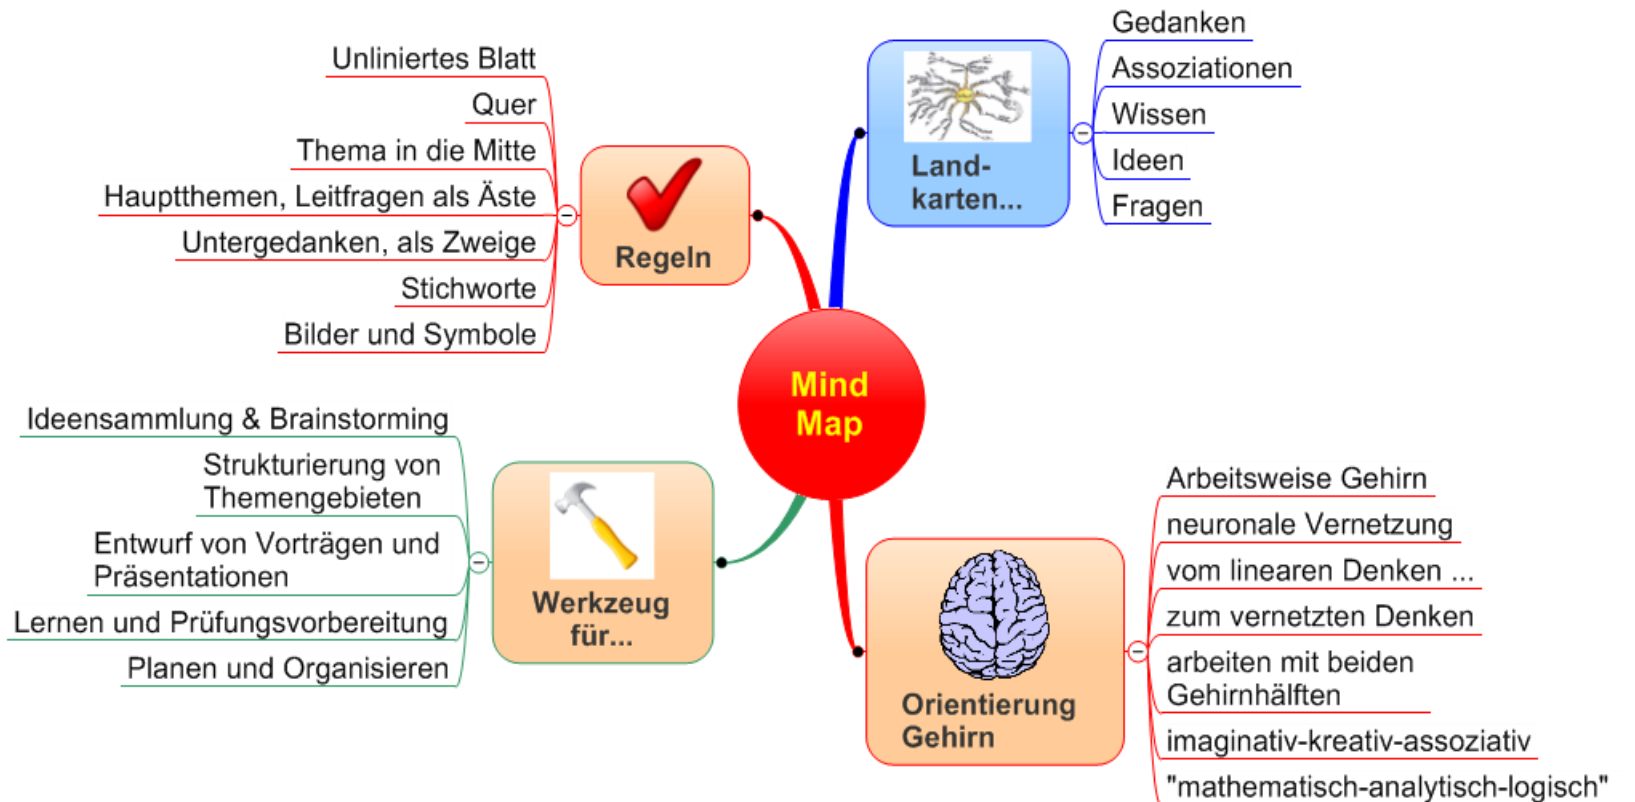 Mind
Map
Land-
karten...
Gedanken
Assoziationen
Wissen
Ideen
Fragen
Orientierung
Gehirn
Arbeitsweise Gehirn
neuronale Vernetzung
vom linearen Denken ...
zum vernetzten Denken
arbeiten mit beiden
Gehirnhälften
imaginativ-kreativ-assoziativ
"mathematisch-analytisch-logisch"
Werkzeug
für...
Ideensammlung & Brainstorming
Strukturierung von
Themengebieten
Entwurf von Vorträgen und
Präsentationen
Lernen und Prüfungsvorbereitung
Planen und Organisieren
Regeln
Unliniertes Blatt
Quer
Thema in die Mitte
Hauptthemen, Leitfragen als Äste
Untergedanken, als Zweige
Stichworte
Bilder und Symbole